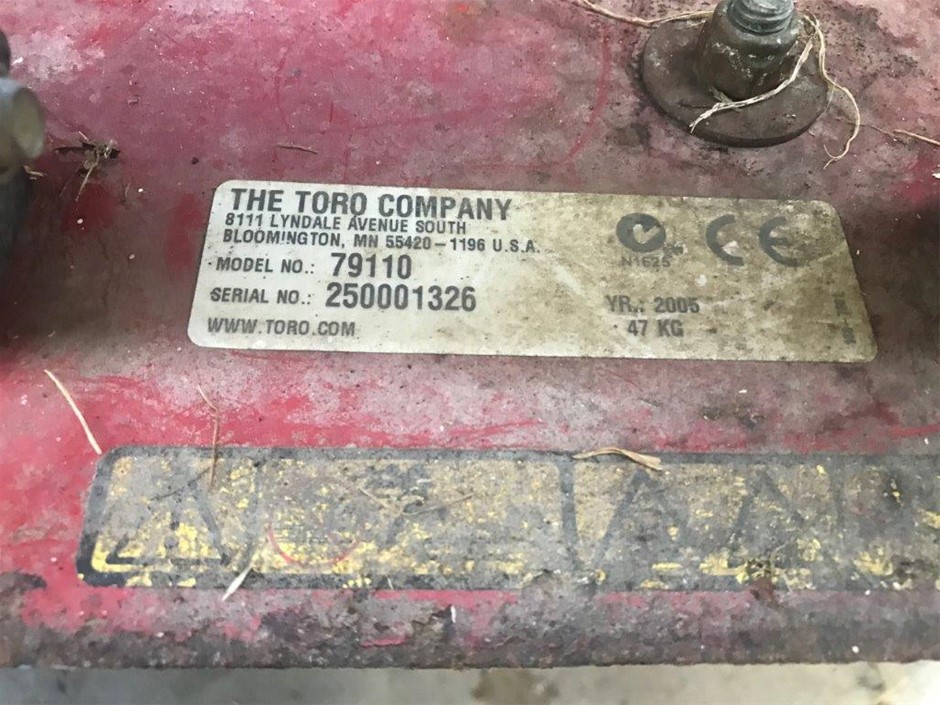 THE TORO COMPANY
8111 LYNDALE AVENUE SOUTH
BLOOMINGTON, MN 55420-1196 U.S.A.
MODEL NO.: 79110
SERIAL NO.: 250001326
WWW.TORO.COM
N1625
CE
YR.: 2005
47 KG